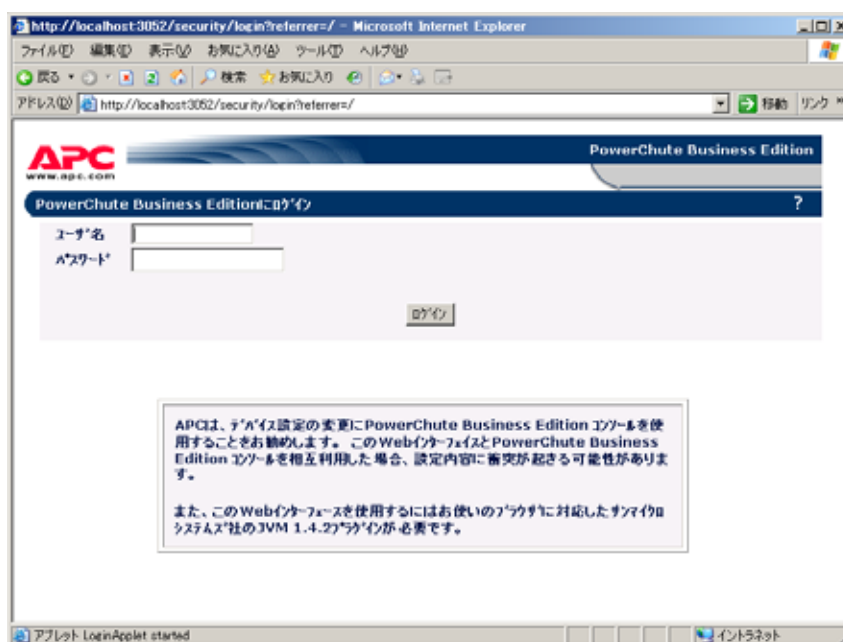 http://localhost:3052/security/login?referrer=/ - Microsoft Internet Explorer
ファイル(F) 編集(E) 表示(V) お気に入り(A) ツール(T) ヘルプ(H)
戻る 検索 お気に入り
アドレス(D) http://localhost:3052/security/login?referrer=/ 移動 リンク »
APC
www.apc.com
PowerChute Business Edition
PowerChute Business Editionにﾛｸﾞｲﾝ ?
ﾕｰｻﾞ名
ﾊﾟｽﾜｰﾄﾞ
ﾛｸﾞｲﾝ
APCは、ﾃﾞﾊﾞｲｽ設定の変更にPowerChute Business Edition ｺﾝｿｰﾙを使
用することをお勧めします。 このWebｲﾝﾀｰﾌｪｲｽとPowerChute Business
Edition ｺﾝｿｰﾙを相互利用した場合、設定内容に衝突が起きる可能性がありま
す。
また、このWebｲﾝﾀｰﾌｪｰｽを使用するにはお使いのﾌﾞﾗｳｻﾞに対応したｻﾝﾏｲｸﾛ
ｼｽﾃﾑｽﾞ社のJVM 1.4.2ﾌﾟﾗｸﾞｲﾝが必要です。
アプレット LoginApplet started イントラネット